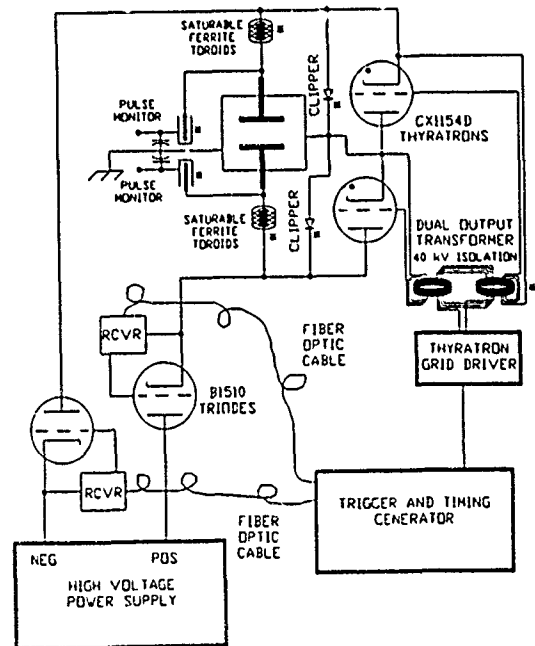 SATURABLE
FERRITE
TOROIDS
PULSE
MONITOR
CLIPPER
CX1154D
THYRATRONS
PULSE
MONITOR
SATURABLE
FERRITE
TOROIDS
CLIPPER
DUAL OUTPUT
TRANSFORMER
40 kV ISOLATION
RCVR
FIBER
OPTIC
CABLE
THYRATRON
GRID DRIVER
B1510
TRIODES
RCVR
FIBER
OPTIC
CABLE
TRIGGER AND TIMING
GENERATOR
NEG POS
HIGH VOLTAGE
POWER SUPPLY